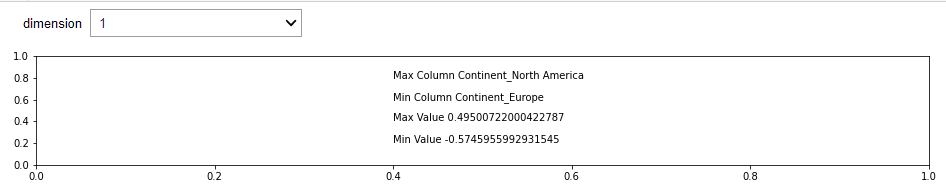 dimension 1
1.0
0.8
0.6
0.4
0.2
0.0
Max Column Continent_North America
Min Column Continent_Europe
Max Value 0.49500722000422787
Min Value -0.5745955992931545
0.0 0.2 0.4 0.6 0.8 1.0